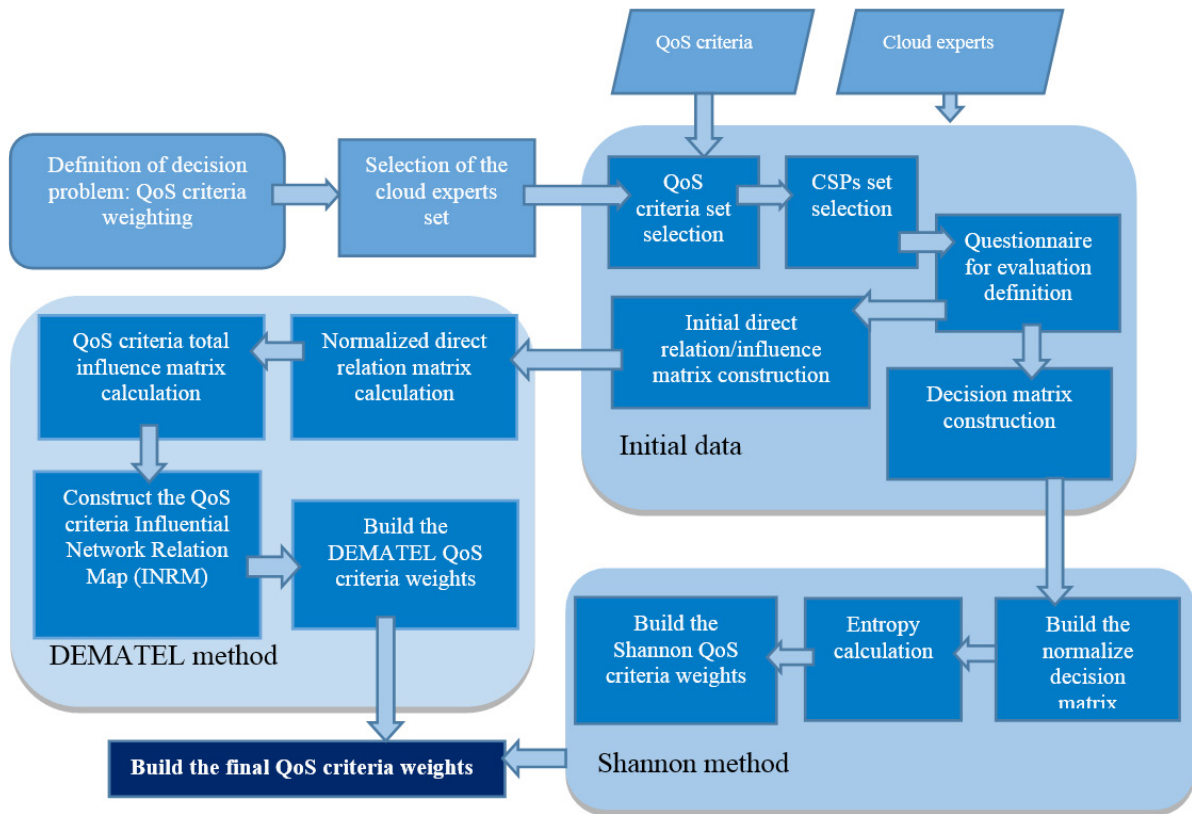 QoS criteria
Cloud experts
Definition of decision
problem: QoS criteria
weighting
Selection of the
cloud experts
set
QoS
criteria set
selection
CSPs set
selection
Questionnaire
for evaluation
definition
Initial direct
relation/influence
matrix construction
Decision matrix
construction
Initial data
QoS criteria total
influence matrix
calculation
Normalized direct
relation matrix
calculation
Construct the QoS
criteria Influential
Network Relation
Map (INRM)
Build the
DEMATEL QoS
criteria weights
DEMATEL method
Build the
Shannon QoS
criteria weights
Entropy
calculation
Build the
normalize
decision
matrix
Shannon method
Build the final QoS criteria weights